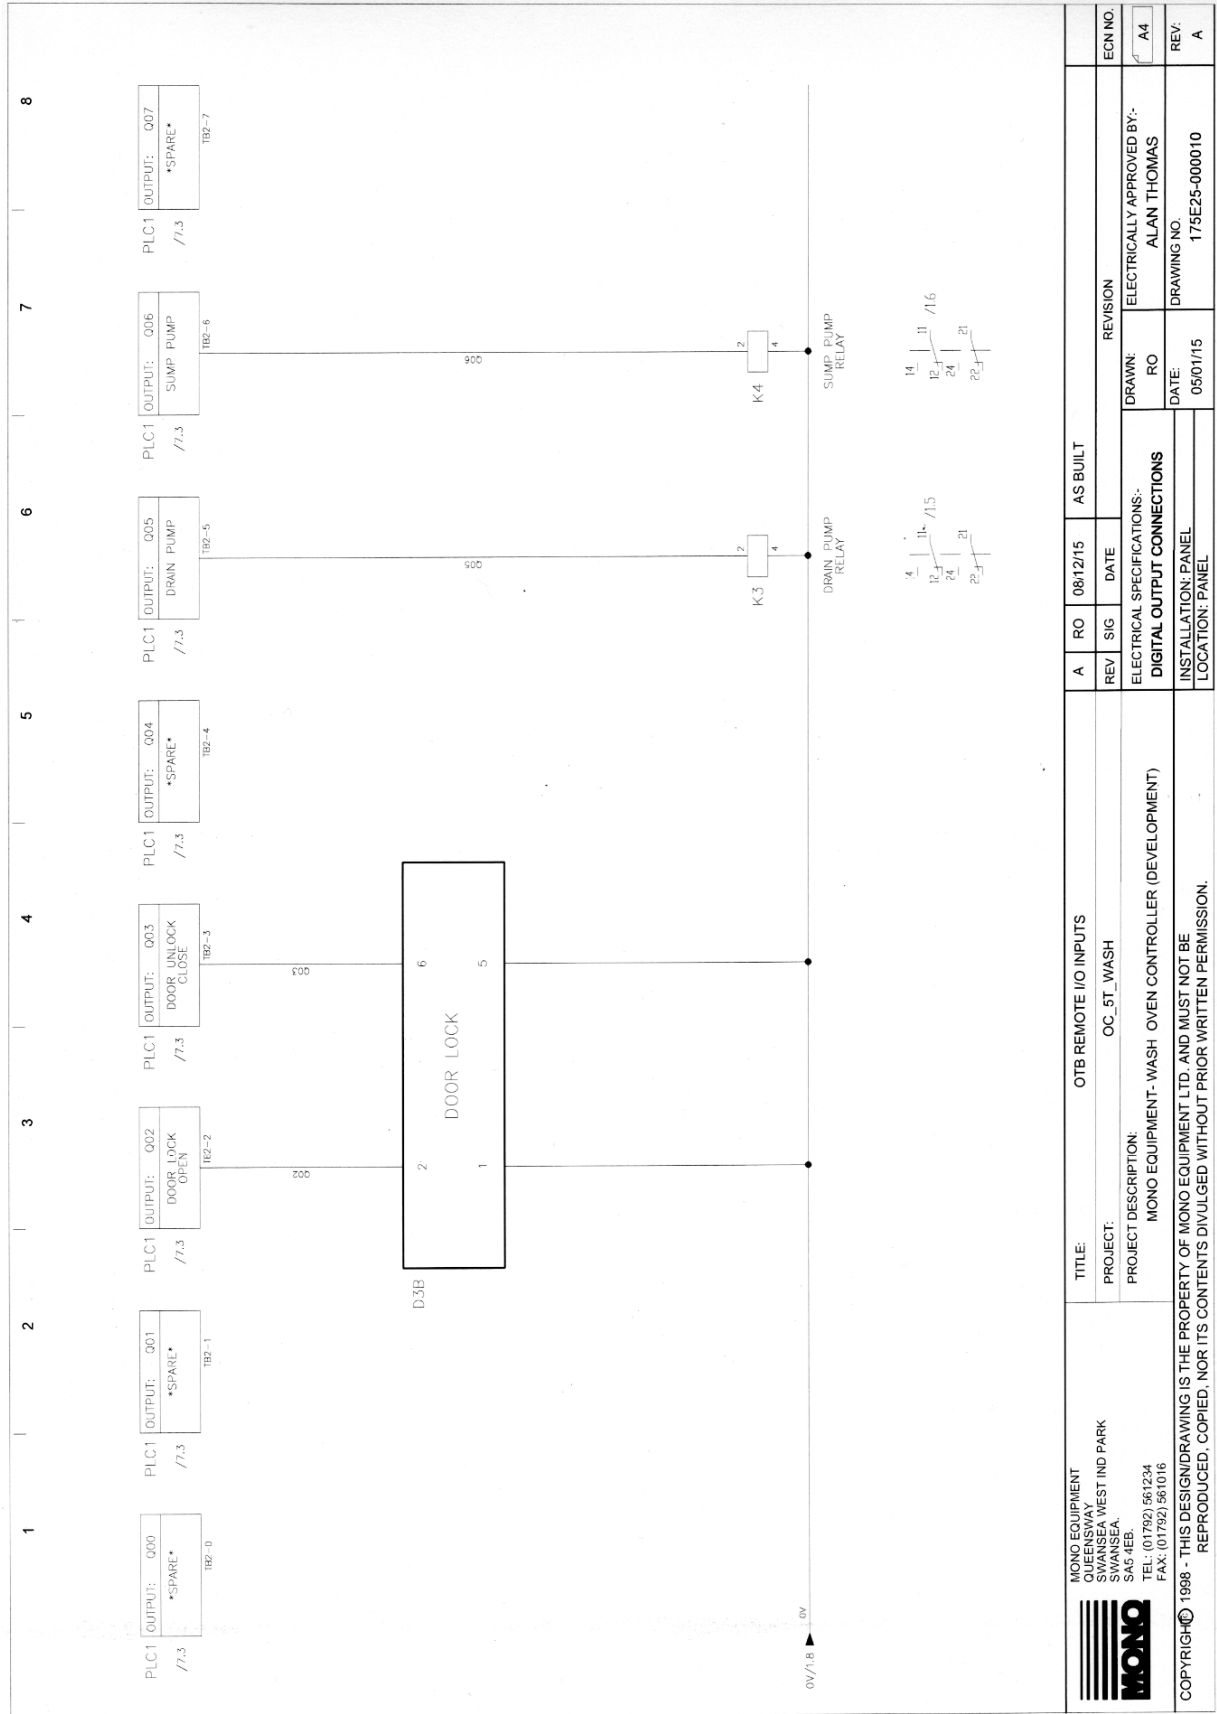 1
2
3
4
5
6
7
8
PLC1
OUTPUT: Q00
*SPARE*
/7.3
TB2-0
PLC1
OUTPUT: Q01
*SPARE*
/7.3
TB2-1
PLC1
OUTPUT: Q02
DOOR LOCK
OPEN
/7.3
TB2-2
PLC1
OUTPUT: Q03
DOOR UNLOCK
CLOSE
/7.3
TB2-3
PLC1
OUTPUT: Q04
*SPARE*
/7.3
TB2-4
PLC1
OUTPUT: Q05
DRAIN PUMP
/7.3
TB2-5
PLC1
OUTPUT: Q06
SUMP PUMP
/7.3
TB2-6
PLC1
OUTPUT: Q07
*SPARE*
/7.3
TB2-7
Q02
Q03
Q05
Q06
D3B
2
6
DOOR LOCK
1
5
K3
2
4
K4
2
4
0V/1.8
0V
DRAIN PUMP
RELAY
SUMP PUMP
RELAY
14
11
/1.5
12
24
21
22
14
11
/1.6
12
24
21
22
MONO
MONO EQUIPMENT
QUEENSWAY
SWANSEA WEST IND PARK
SWANSEA.
SA5 4EB.
TEL: (01792) 561234
FAX: (01792) 561016
TITLE: OTB REMOTE I/O INPUTS
PROJECT: OC_5T_WASH
PROJECT DESCRIPTION:
MONO EQUIPMENT- WASH OVEN CONTROLLER (DEVELOPMENT)
A RO 08/12/15 AS BUILT
REV SIG DATE REVISION ECN NO.
ELECTRICAL SPECIFICATIONS:-
DIGITAL OUTPUT CONNECTIONS
DRAWN:
RO
ELECTRICALLY APPROVED BY:-
ALAN THOMAS
A4
INSTALLATION: PANEL
LOCATION: PANEL
DATE:
05/01/15
DRAWING NO.
175E25-000010
REV:
A
COPYRIGHT© 1998 - THIS DESIGN/DRAWING IS THE PROPERTY OF MONO EQUIPMENT LTD. AND MUST NOT BE
REPRODUCED, COPIED, NOR ITS CONTENTS DIVULGED WITHOUT PRIOR WRITTEN PERMISSION.